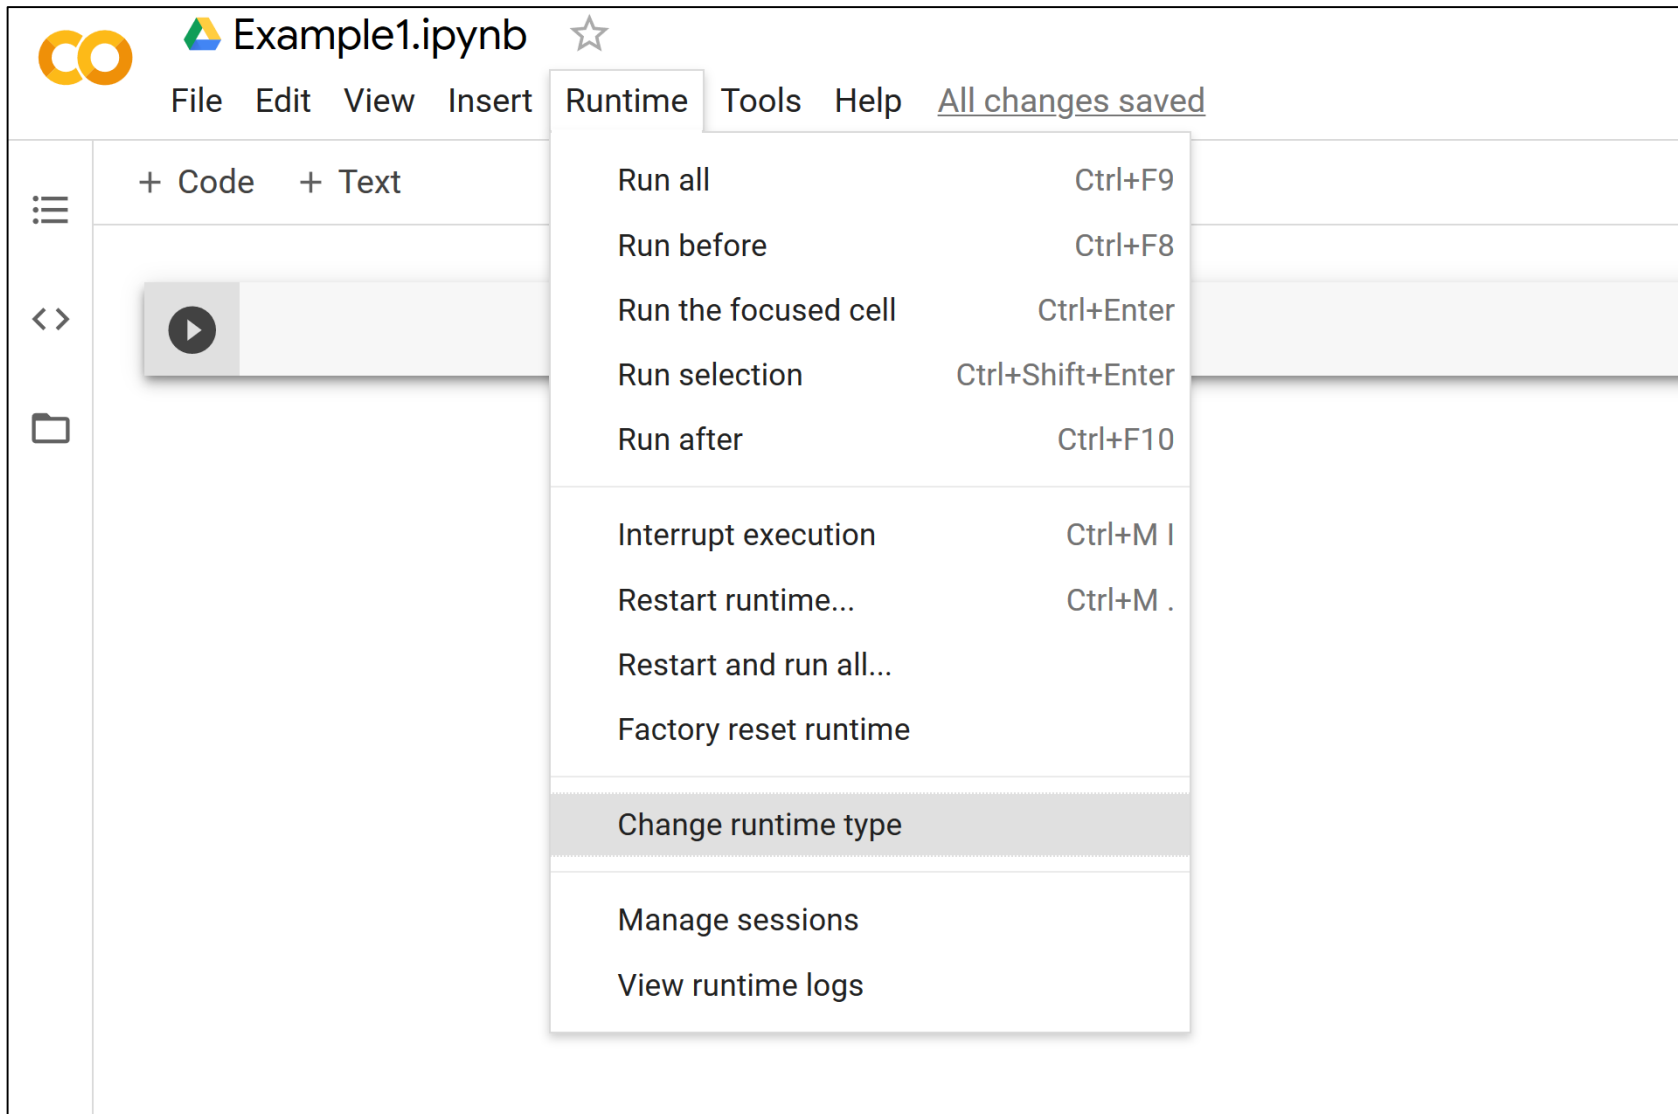 Example1.ipynb
File Edit View Insert Runtime Tools Help All changes saved
+ Code + Text
Run all Ctrl+F9
Run before Ctrl+F8
Run the focused cell Ctrl+Enter
Run selection Ctrl+Shift+Enter
Run after Ctrl+F10
Interrupt execution Ctrl+M I
Restart runtime... Ctrl+M .
Restart and run all...
Factory reset runtime
Change runtime type
Manage sessions
View runtime logs